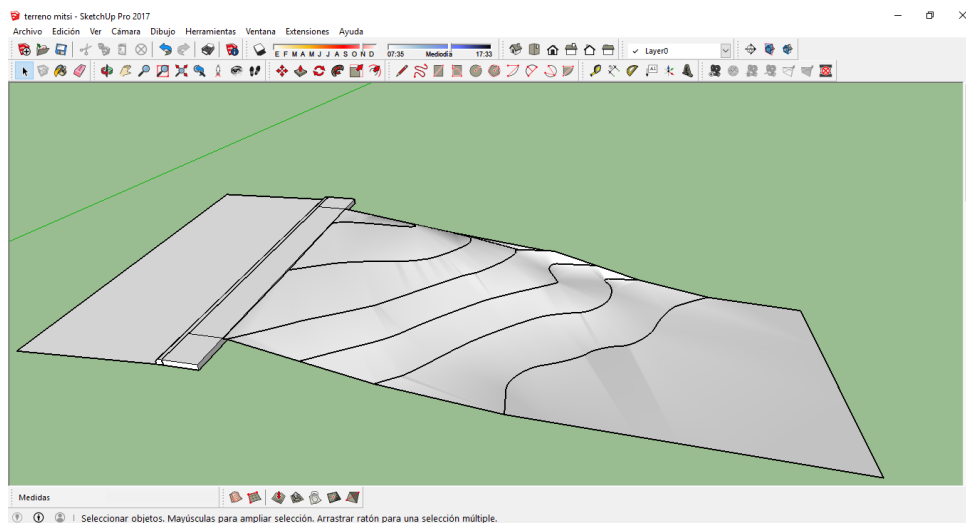 terreno mitsi - SketchUp Pro 2017
Archivo Edición Ver Cámara Dibujo Herramientas Ventana Extensiones Ayuda
E F M A M J J A S O N D 07:35 Mediodía 17:33 Layer0
Medidas
Seleccionar objetos. Mayúsculas para ampliar selección. Arrastrar ratón para una selección múltiple.